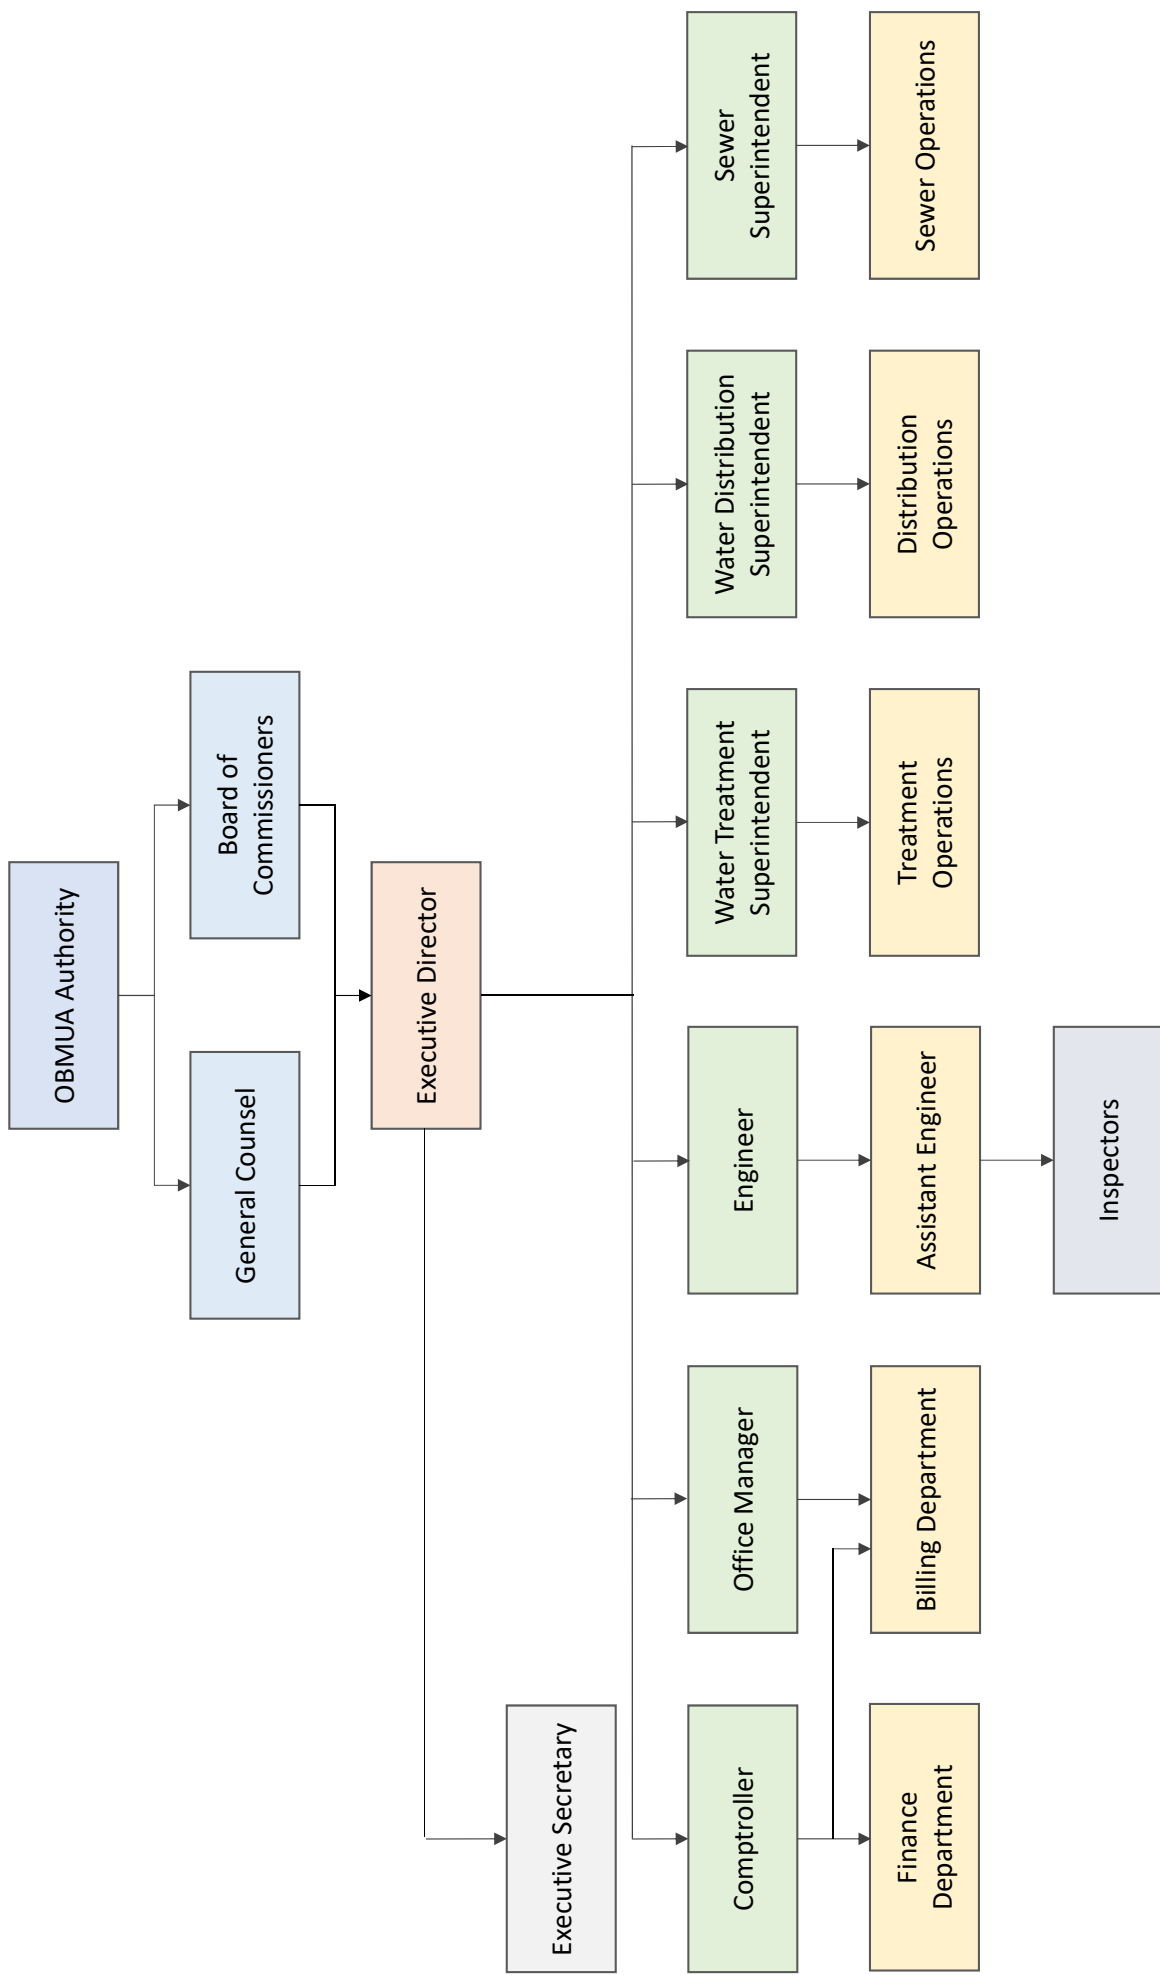 OBMUA Authority
General Counsel
Board of
Commissioners
Executive Director
Executive Secretary
Comptroller
Office Manager
Engineer
Water Treatment
Superintendent
Water Distribution
Superintendent
Sewer
Superintendent
Finance
Department
Billing Department
Assistant Engineer
Treatment
Operations
Distribution
Operations
Sewer Operations
Inspectors